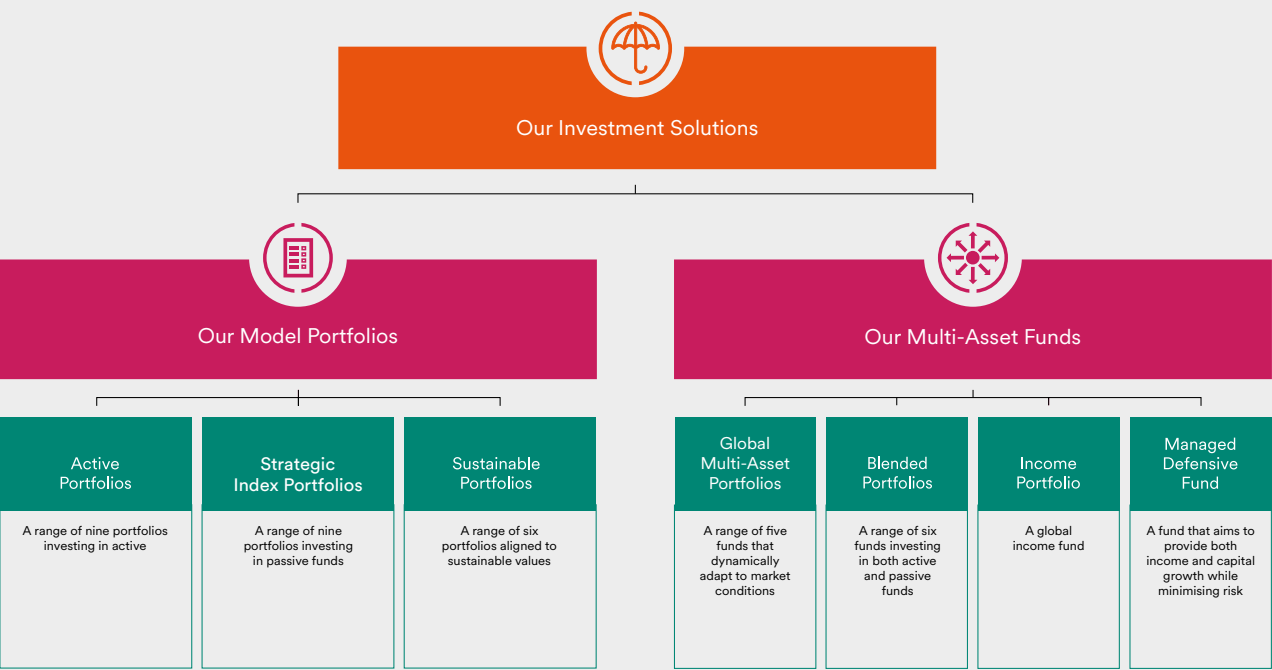 Our Investment Solutions
Our Model Portfolios
Our Multi-Asset Funds
Active
Portfolios
A range of nine portfolios
investing in active
Strategic
Index Portfolios
A range of nine
portfolios investing
in passive funds
Sustainable
Portfolios
A range of six
portfolios aligned to
sustainable values
Global
Multi-Asset
Portfolios
A range of five
funds that
dynamically
adapt to market
conditions
Blended
Portfolios
A range of six
funds investing
in both active
and passive
funds
Income
Portfolio
A global
income fund
Managed
Defensive
Fund
A fund that aims to
provide both
income and capital
growth while
minimising risk